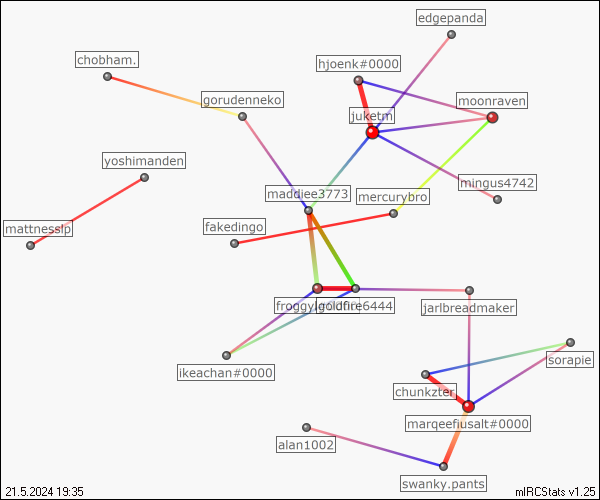 edgepanda
chobham.
hjoenk#0000
gorudenneko
moonraven
juketm
yoshimanden
mingus4742
maddiee3773
mercurybro
mattnesslp
fakedingo
jarlbreadmaker
ikeachan#0000
sorapie
chunkzter
marqeefiusalt#0000
alan1002
swanky.pants
21.5.2024 19:35
mIRCStats v1.25